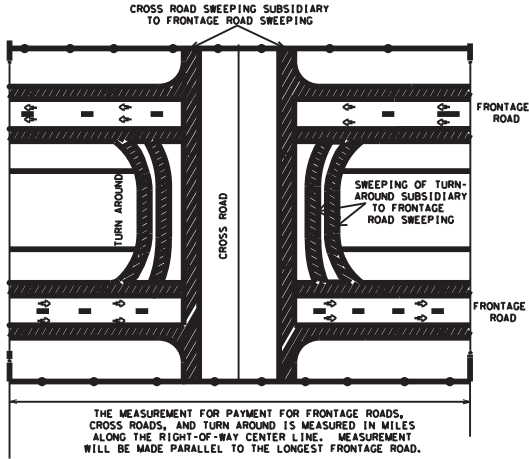 CROSS ROAD SWEEPING SUBSIDIARY
TO FRONTAGE ROAD SWEEPING
FRONTAGE
ROAD
TURN AROUND
CROSS ROAD
SWEEPING OF TURN-
AROUND SUBSIDIARY
TO FRONTAGE
ROAD SWEEPING
FRONTAGE
ROAD
THE MEASUREMENT FOR PAYMENT FOR FRONTAGE ROADS,
CROSS ROADS, AND TURN AROUND IS MEASURED IN MILES
ALONG THE RIGHT-OF-WAY CENTER LINE. MEASUREMENT
WILL BE MADE PARALLEL TO THE LONGEST FRONTAGE ROAD.